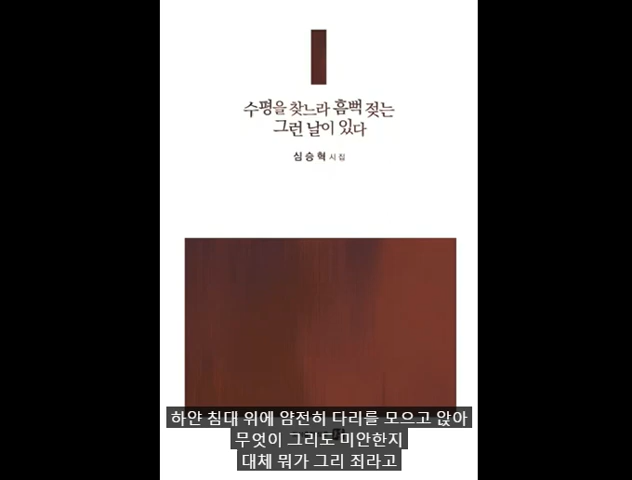 수평을 찾느라 흠뻑 젖는
그런 날이 있다
심승혁 시집
하얀 침대 위에 얌전히 다리를 모으고 앉아
무엇이 그리도 미안한지
대체 뭐가 그리 죄라고